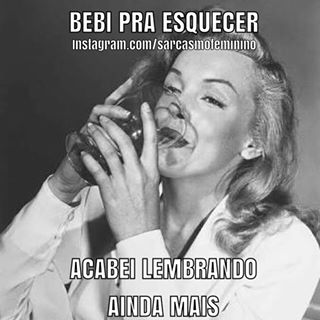 BEBI PRA ESQUECER
Instagram.com/sarcasmofeminino
ACABEI LEMBRANDO
AINDA MAIS